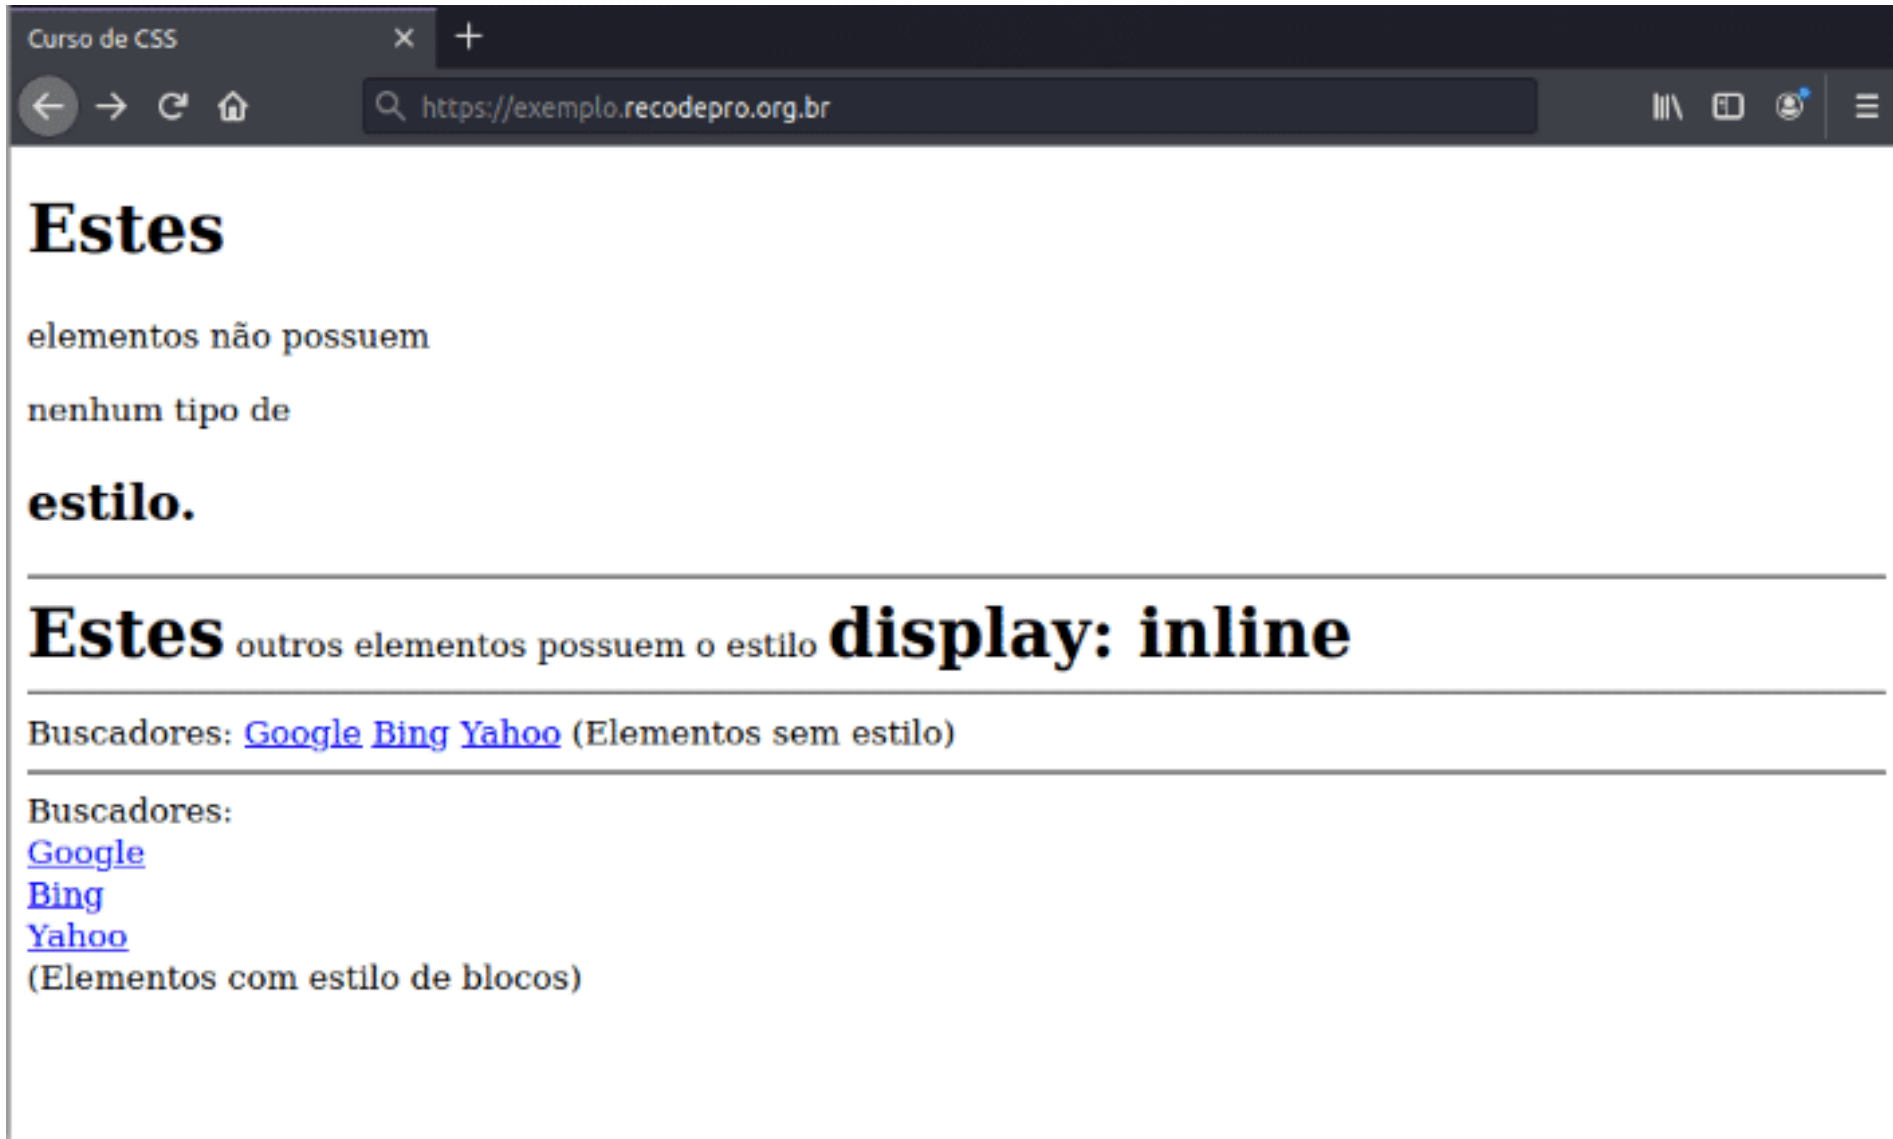 Curso de CSS
https://exemplo.recodepro.org.br
Estes
elementos não possuem
nenhum tipo de
estilo.
Estes outros elementos possuem o estilo display: inline
Buscadores: Google Bing Yahoo (Elementos sem estilo)
Buscadores:
Google
Bing
Yahoo
(Elementos com estilo de blocos)